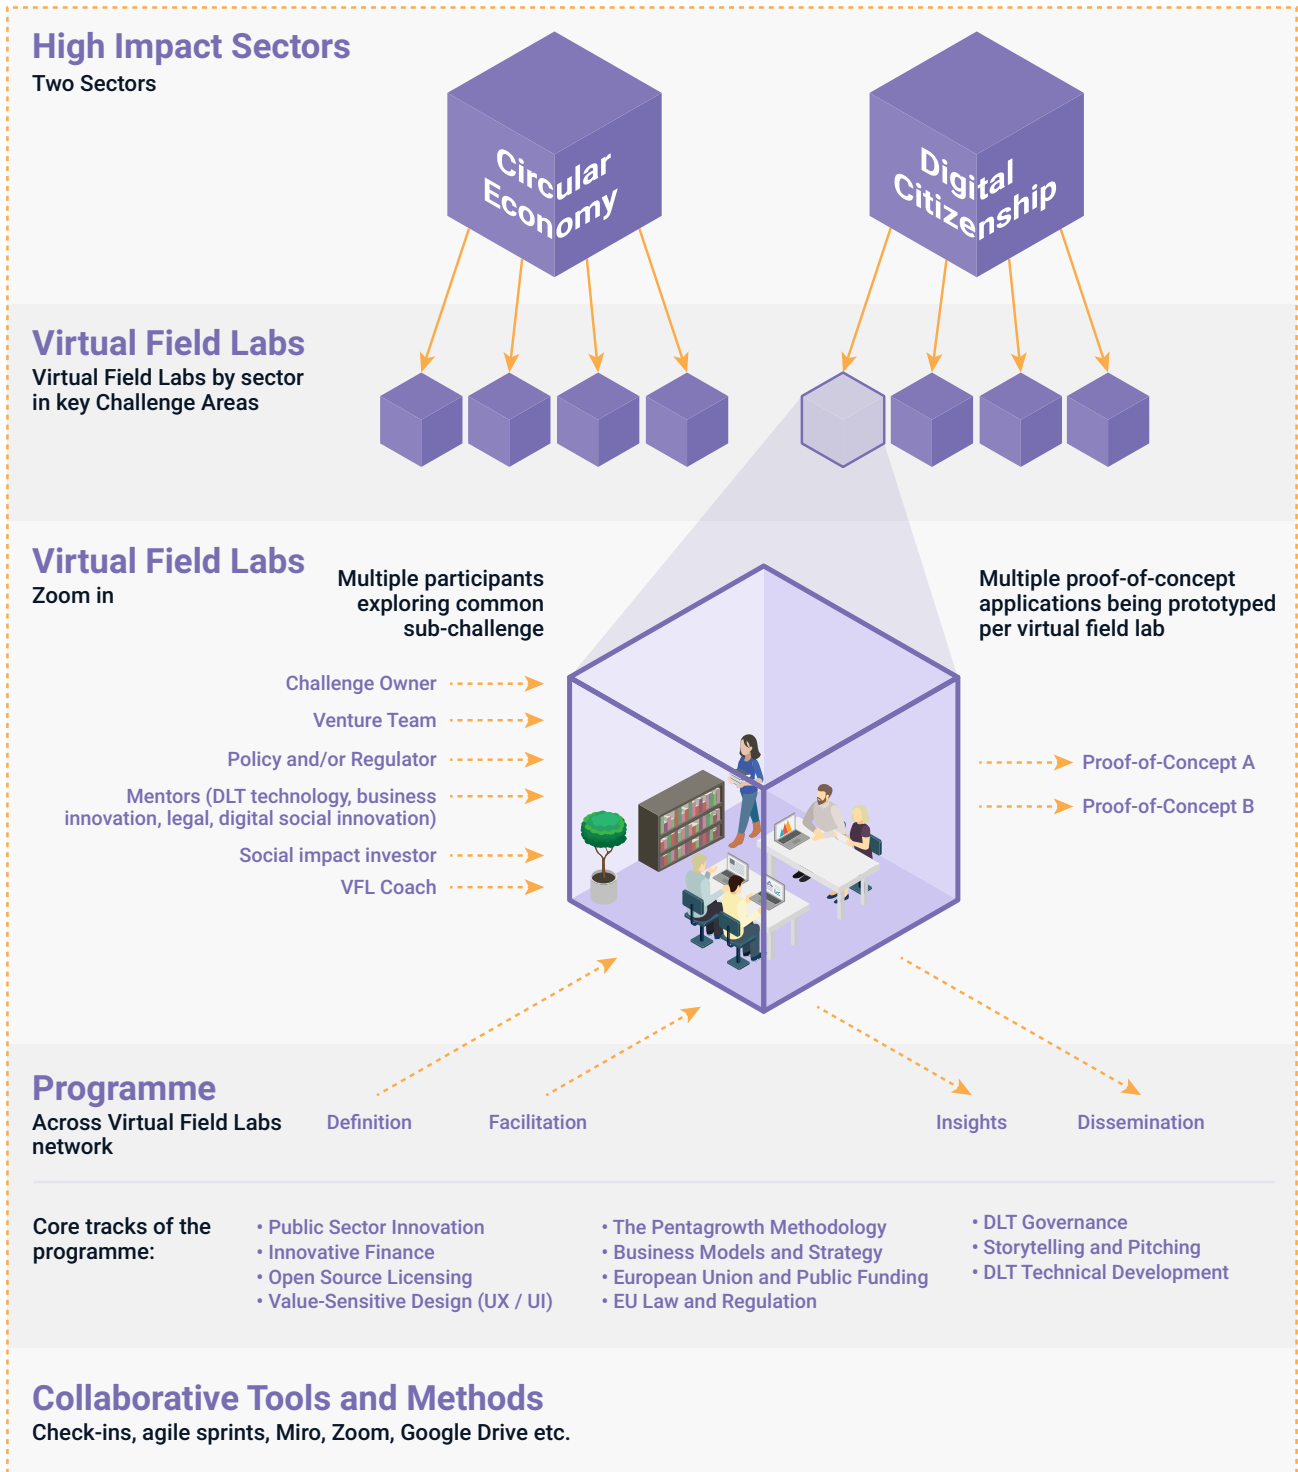 High Impact Sectors
Two Sectors
Circular
Economy
Digital
Citizenship
Virtual Field Labs
Virtual Field Labs by sector
in key Challenge Areas
Virtual Field Labs
Zoom in
Multiple participants
exploring common
sub-challenge
Multiple proof-of-concept
applications being prototyped
per virtual field lab
Challenge Owner
Venture Team
Policy and/or Regulator
Mentors (DLT technology, business
innovation, legal, digital social innovation)
Social impact investor
VFL Coach
Proof-of-Concept A
Proof-of-Concept B
Programme
Across Virtual Field Labs
network
Definition
Facilitation
Insights
Dissemination
Core tracks of the
programme:
• Public Sector Innovation
• Innovative Finance
• Open Source Licensing
• Value-Sensitive Design (UX / UI)
• The Pentagrowth Methodology
• Business Models and Strategy
• European Union and Public Funding
• EU Law and Regulation
• DLT Governance
• Storytelling and Pitching
• DLT Technical Development
Collaborative Tools and Methods
Check-ins, agile sprints, Miro, Zoom, Google Drive etc.